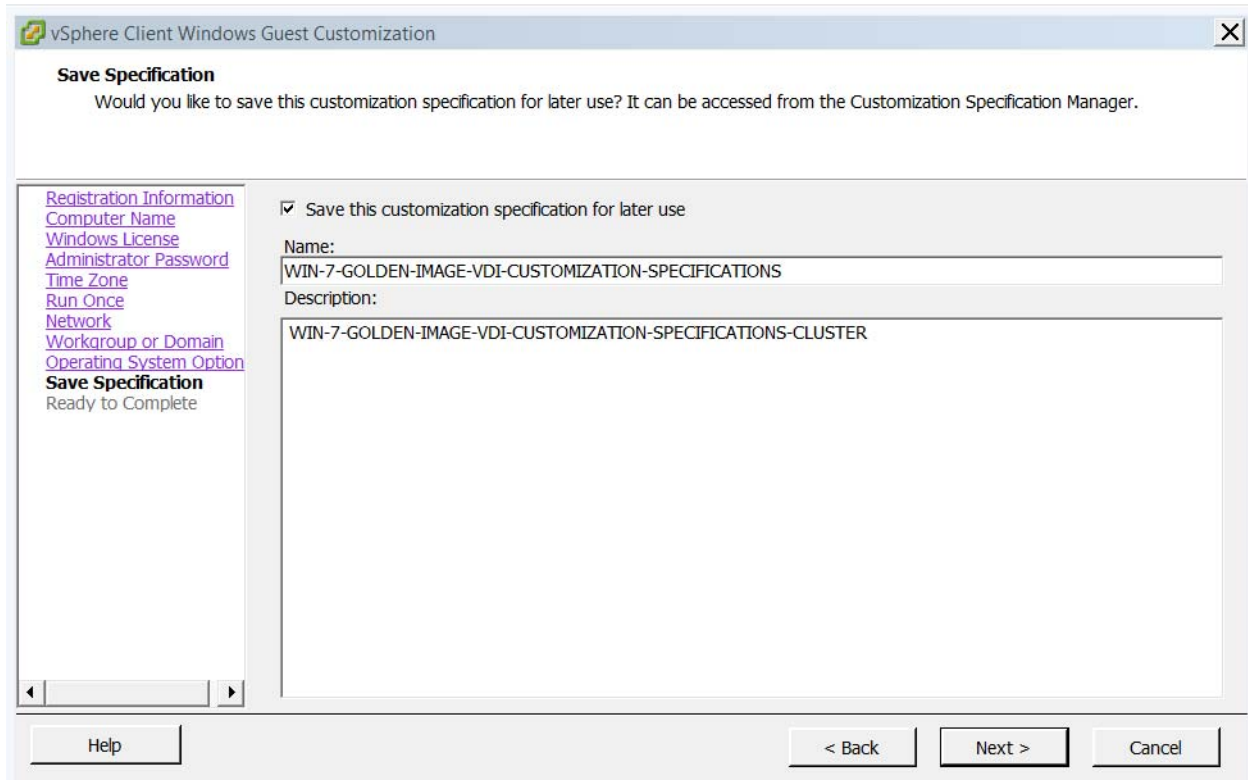 vSphere Client Windows Guest Customization
Save Specification
Would you like to save this customization specification for later use? It can be accessed from the Customization Specification Manager.
Registration Information
Computer Name
Windows License
Administrator Password
Time Zone
Run Once
Network
Workgroup or Domain
Operating System Option
Save Specification
Ready to Complete
Save this customization specification for later use
Name:
WIN-7-GOLDEN-IMAGE-VDI-CUSTOMIZATION-SPECIFICATIONS
Description:
WIN-7-GOLDEN-IMAGE-VDI-CUSTOMIZATION-SPECIFICATIONS-CLUSTER
Help
< Back
Next >
Cancel